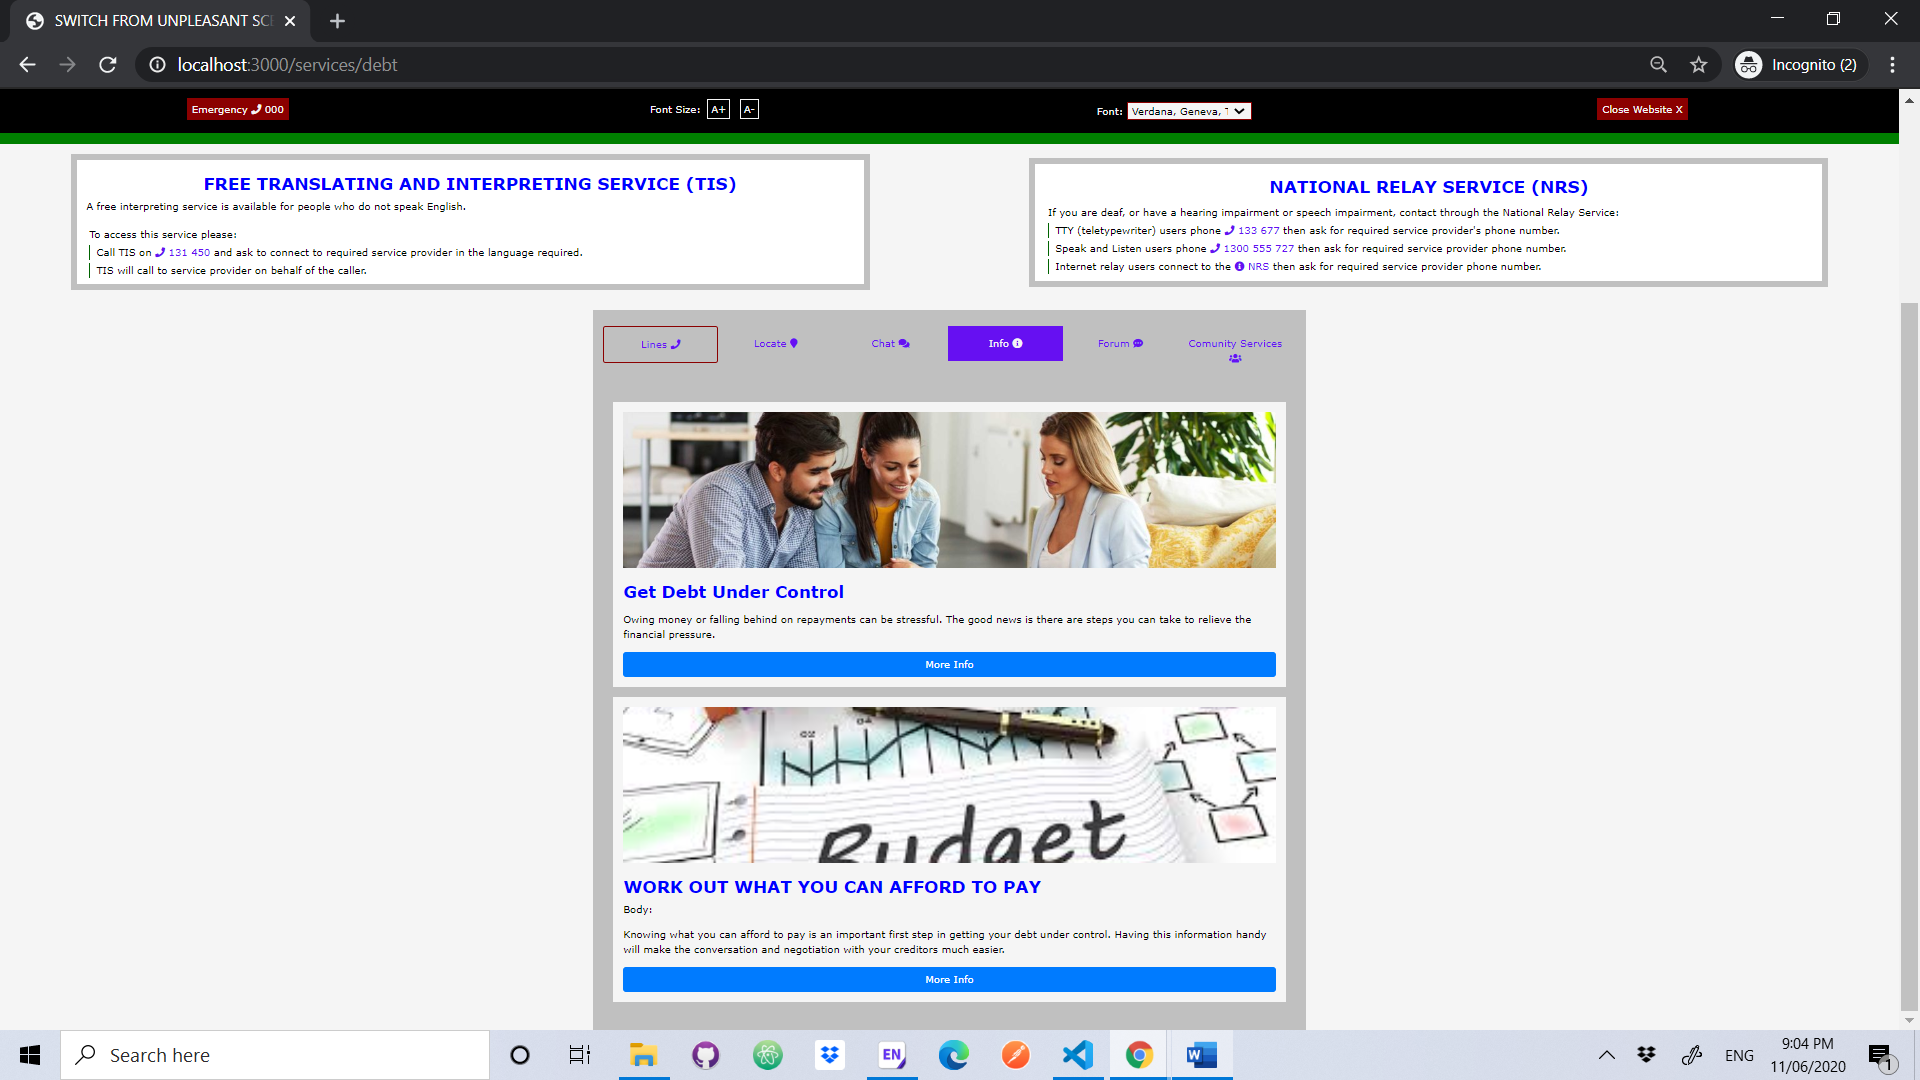 SWITCH FROM UNPLEASANT SCE
localhost:3000/services/debt
Incognito (2)
Emergency 000
Font Size: A+ A-
Font: Verdana, Geneva, T
Close Website X
FREE TRANSLATING AND INTERPRETING SERVICE (TIS)
A free interpreting service is available for people who do not speak English.
To access this service please:
Call TIS on 131 450 and ask to connect to required service provider in the language required.
TIS will call to service provider on behalf of the caller.
NATIONAL RELAY SERVICE (NRS)
If you are deaf, or have a hearing impairment or speech impairment, contact through the National Relay Service:
TTY (teletypewriter) users phone 133 677 then ask for required service provider's phone number.
Speak and Listen users phone 1300 555 727 then ask for required service provider phone number.
Internet relay users connect to the NRS then ask for required service provider phone number.
Lines
Locate
Chat
Info
Forum
Comunity Services
Get Debt Under Control
Owing money or falling behind on repayments can be stressful. The good news is there are steps you can take to relieve the
financial pressure.
More Info
02
04
Budget
WORK OUT WHAT YOU CAN AFFORD TO PAY
Body:
Knowing what you can afford to pay is an important first step in getting your debt under control. Having this information handy
will make the conversation and negotiation with your creditors much easier.
More Info
Search here
EN
ENG
9:04 PM
11/06/2020
1